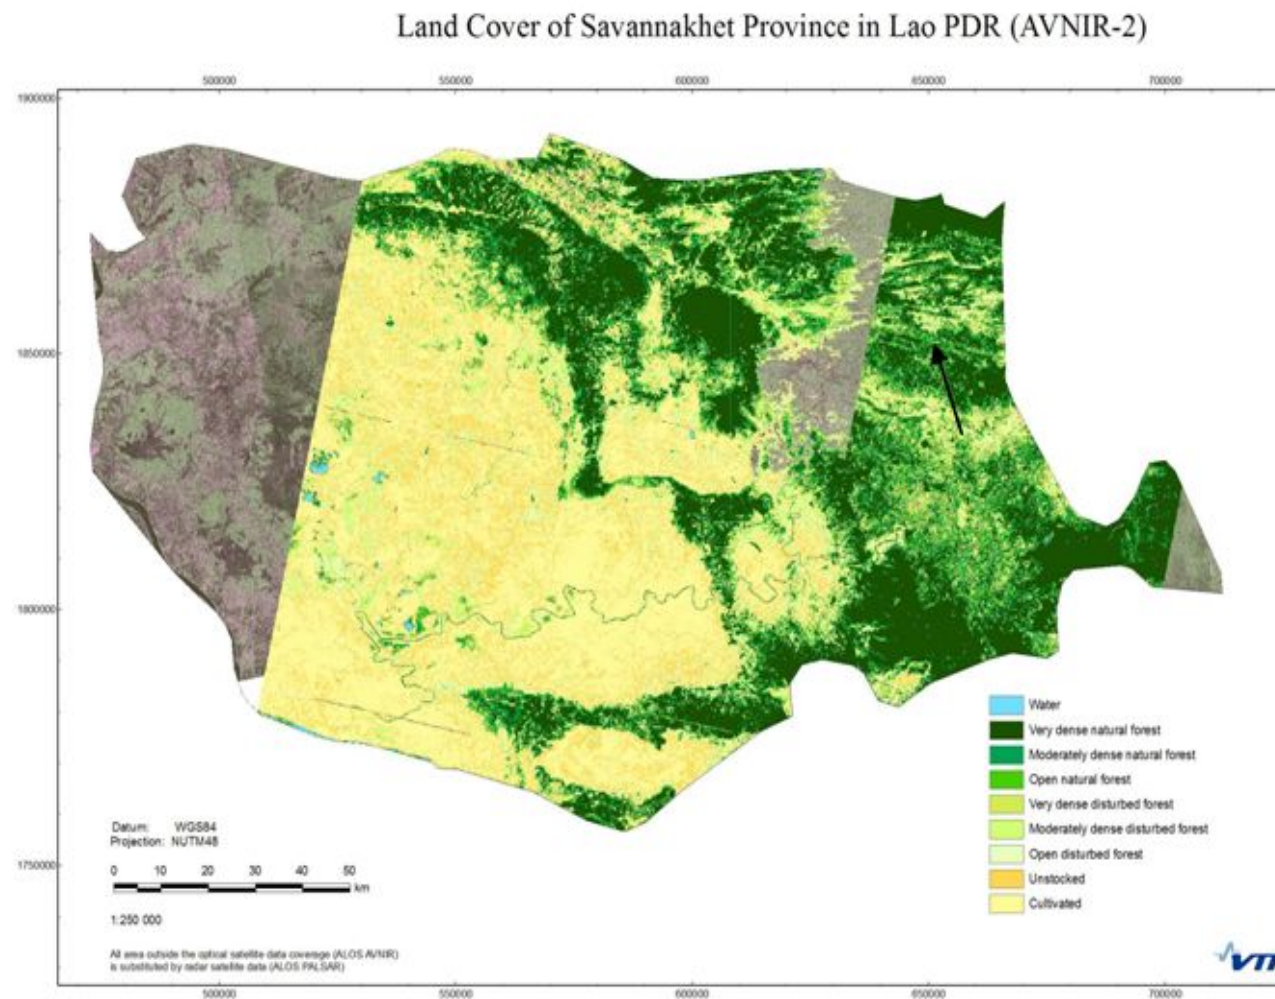 Land Cover of Savannakhet Province in Lao PDR (AVNIR-2)
500000 550000 600000 650000 700000
1900000
1850000
1800000
1750000
Water
Very dense natural forest
Moderately dense natural forest
Open natural forest
Very dense disturbed forest
Moderately dense disturbed forest
Open disturbed forest
Unstocked
Cultivated
Datum: WGS84
Projection: NUTM48
0 10 20 30 40 50
km
1:250 000
All area outside the optical satellite data coverage (ALOS AVNIR)
is substituted by radar satellite data (ALOS PALSAR)
500000 550000 600000 650000 700000